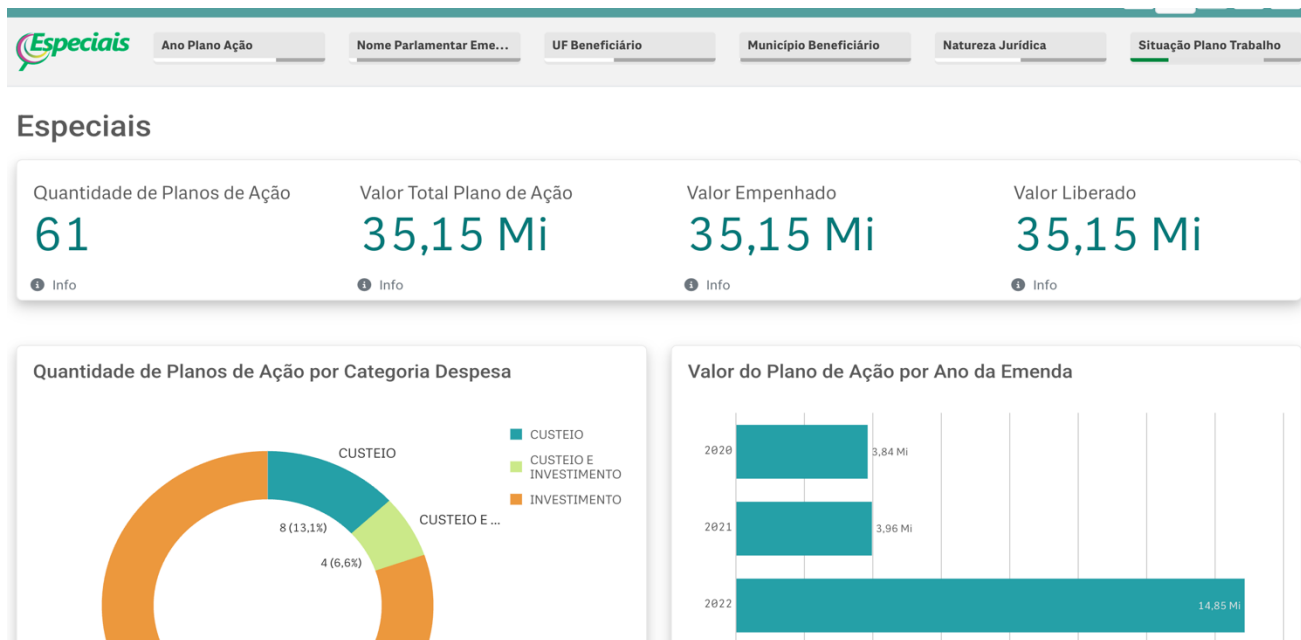 Especiais
Ano Plano Ação
Nome Parlamentar Eme...
UF Beneficiário
Município Beneficiário
Natureza Jurídica
Situação Plano Trabalho
Especiais
Quantidade de Planos de Ação
61
Info
Valor Total Plano de Ação
35,15 Mi
Info
Valor Empenhado
35,15 Mi
Info
Valor Liberado
35,15 Mi
Info
Quantidade de Planos de Ação por Categoria Despesa
CUSTEIO
CUSTEIO E
INVESTIMENTO
INVESTIMENTO
CUSTEIO
8 (13,1%)
CUSTEIO E ...
4 (6,6%)
Valor do Plano de Ação por Ano da Emenda
2020
3,84 Mi
2021
3,96 Mi
2022
14,85 Mi